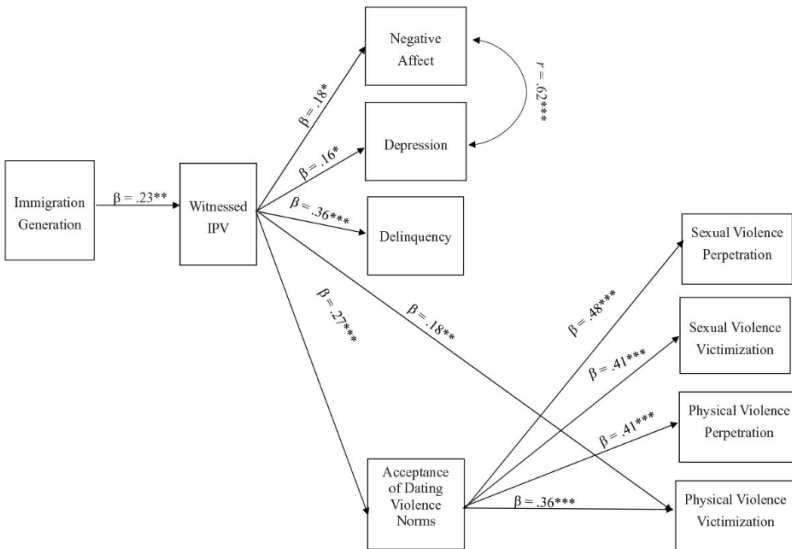 Negative
Affect
r = .62***
β = .18*
Depression
β = .16*
Immigration
Generation
β = .23**
Witnessed
IPV
β = .36***
Delinquency
Sexual Violence
Perpetration
β = .27***
β = .18**
β = .48***
Sexual Violence
Victimization
β = .41***
Physical Violence
Perpetration
β = .41***
Acceptance
of Dating
Violence
Norms
β = .36***
Physical Violence
Victimization